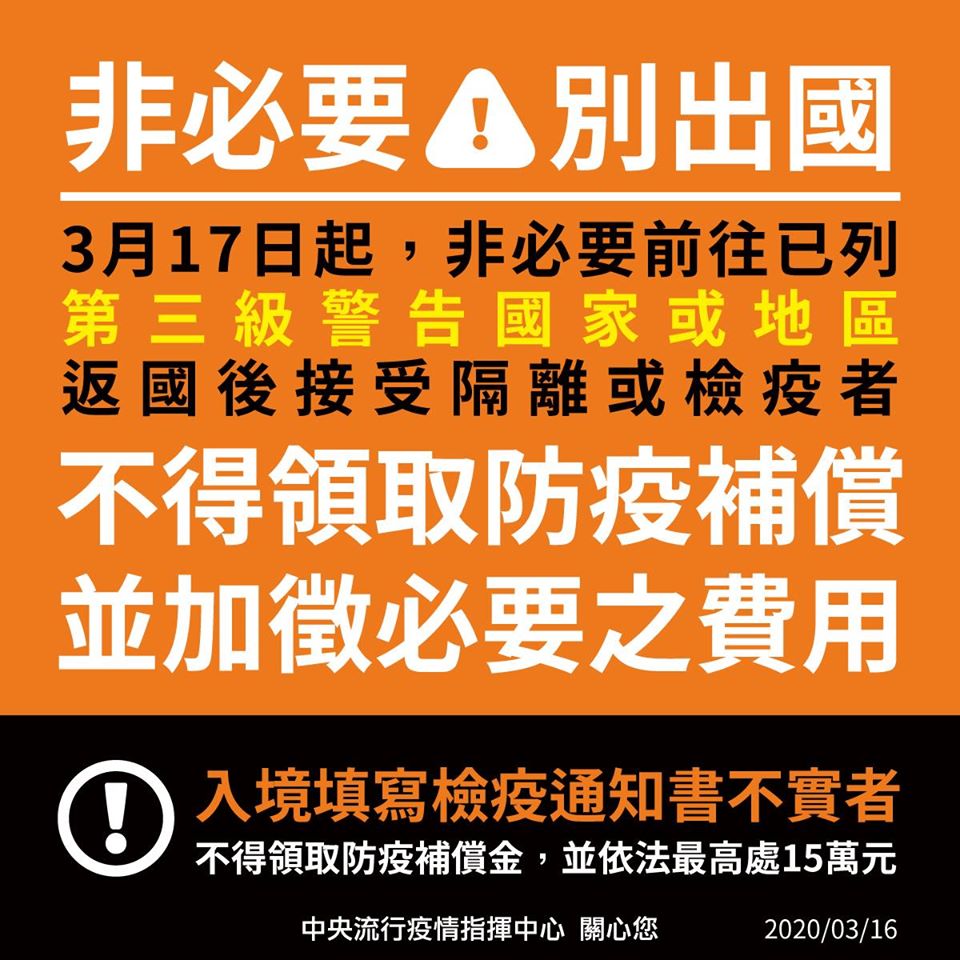 非必要 別出國
3月17日起，非必要前往已列
第三級警告國家或地區
返國後接受隔離或檢疫者
不得領取防疫補償
並加徵必要之費用
入境填寫檢疫通知書不實者
不得領取防疫補償金，並依法最高處15萬元
中央流行疫情指揮中心 關心您 2020/03/16